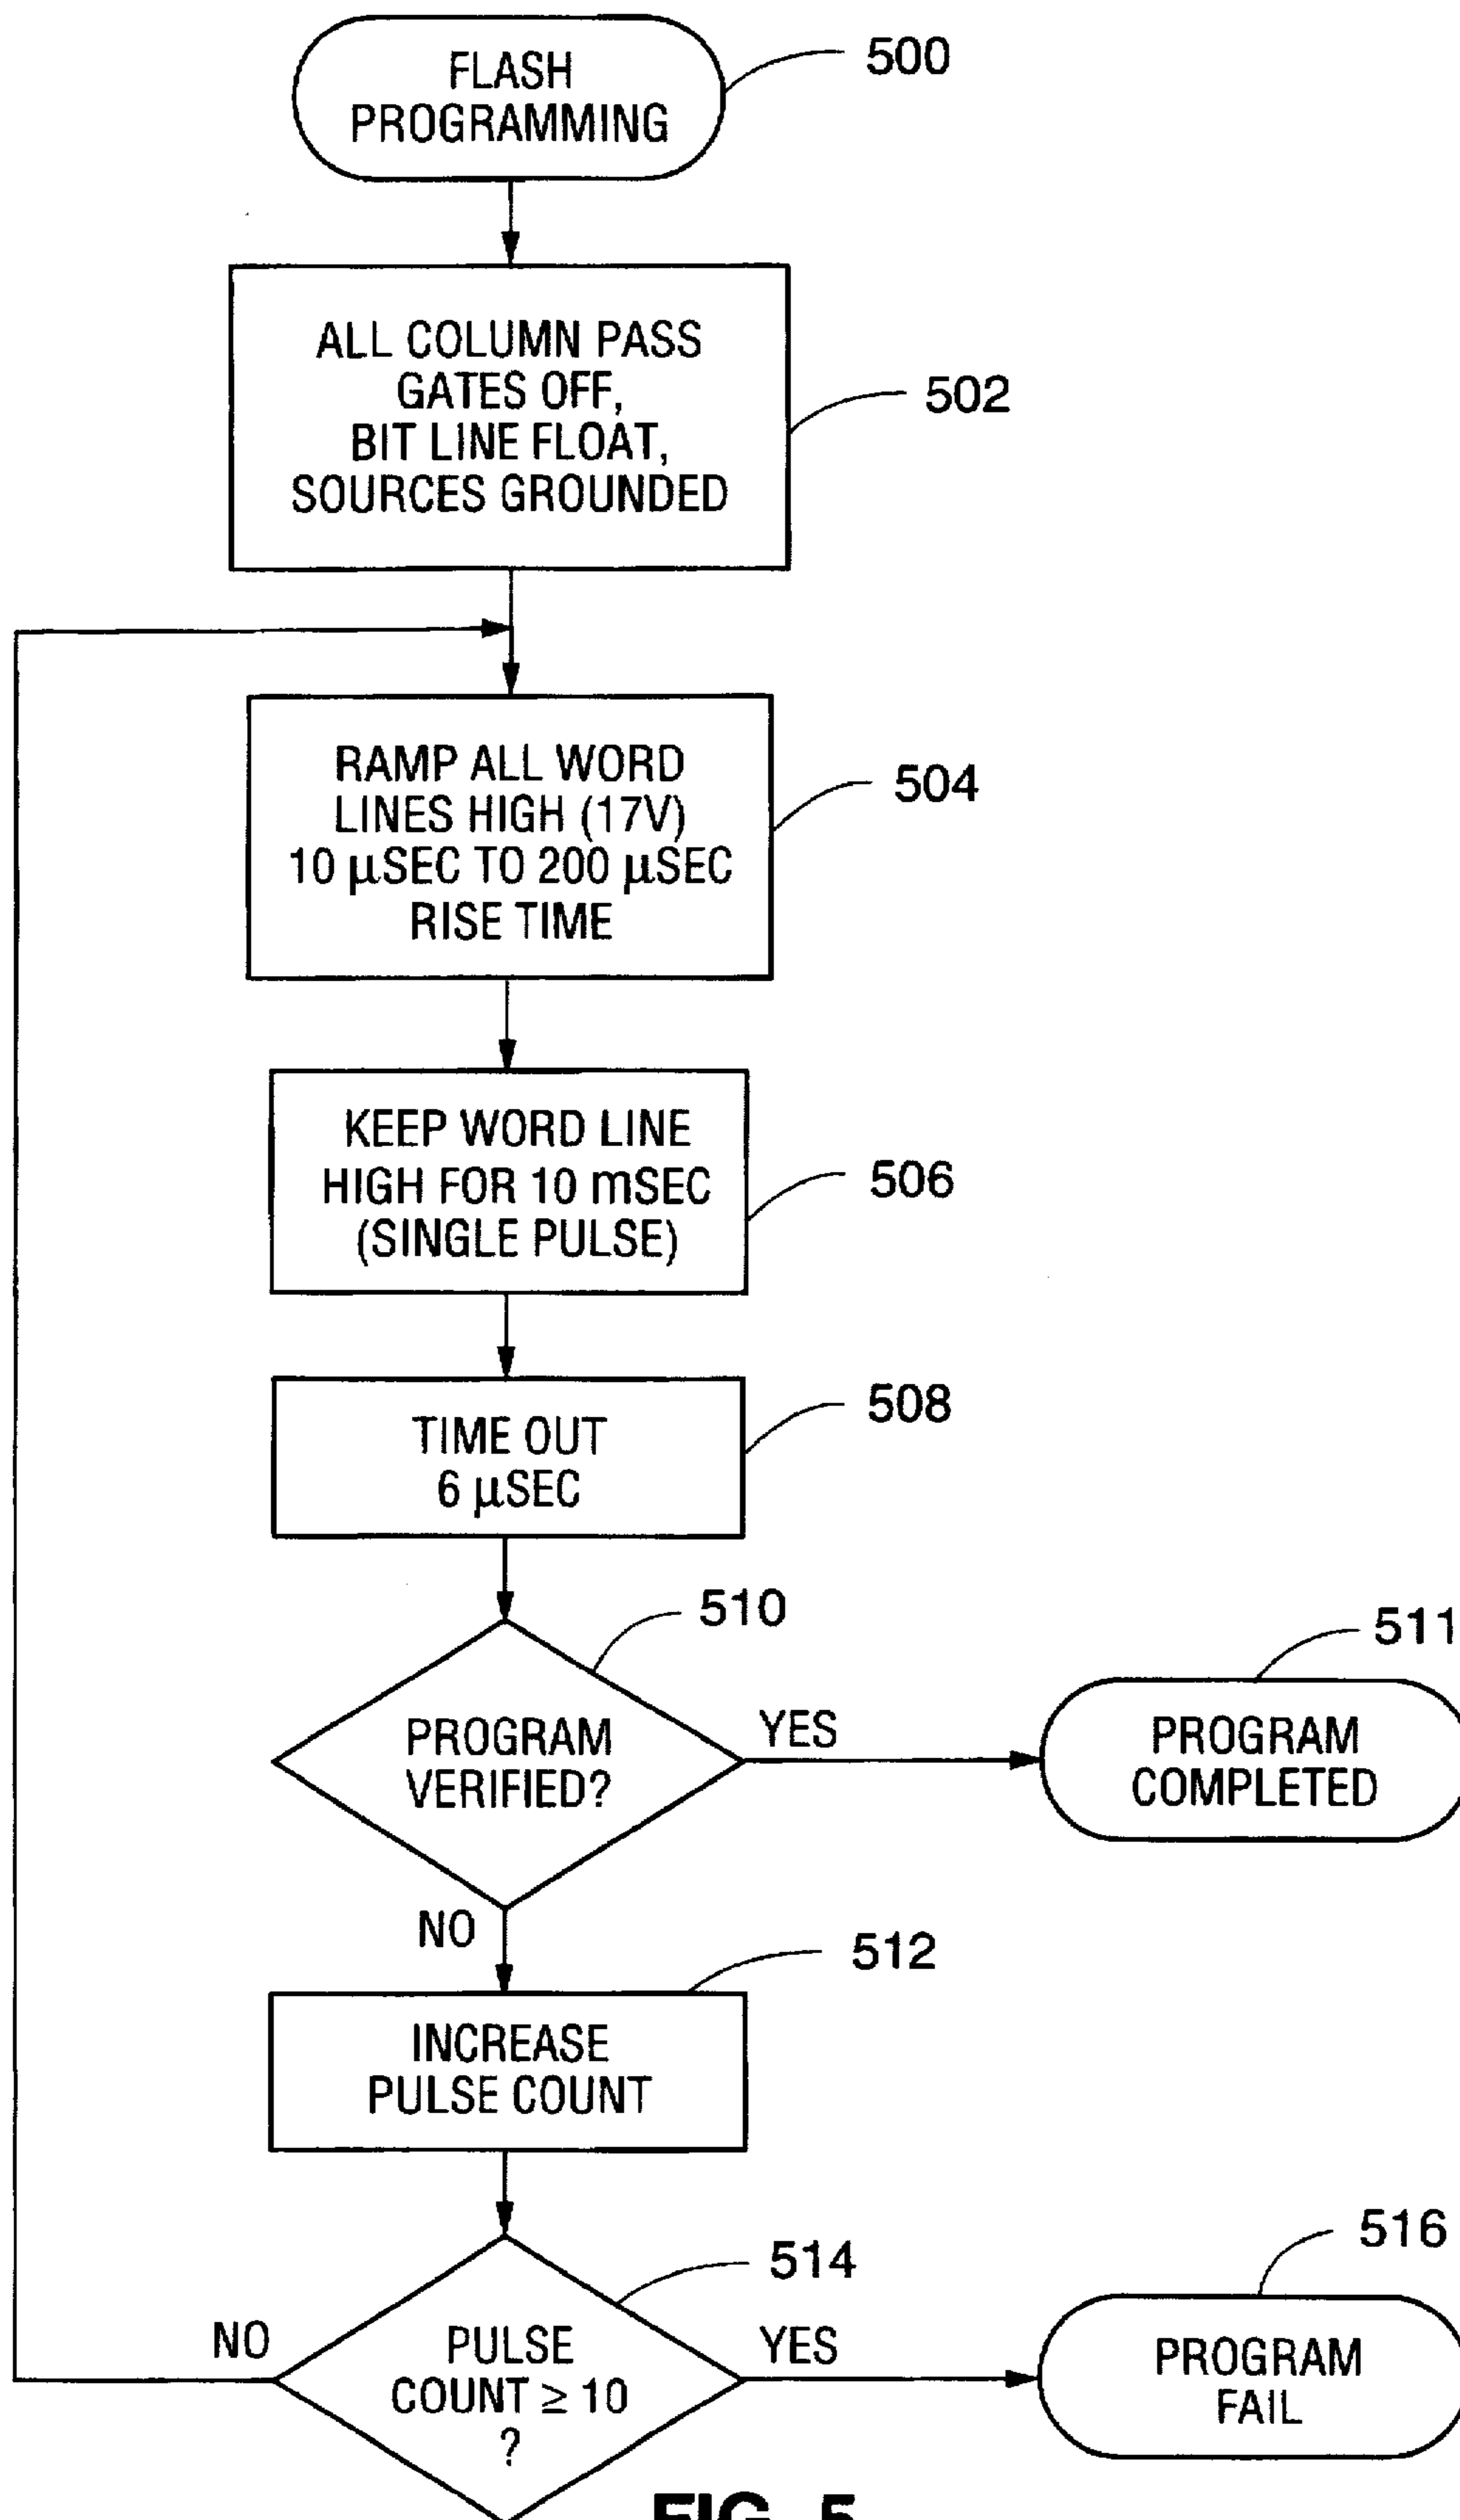 FLASH
PROGRAMMING
500
ALL COLUMN PASS
GATES OFF,
BIT LINE FLOAT,
SOURCES GROUNDED
502
RAMP ALL WORD
LINES HIGH (17V)
10 µSEC TO 200 µSEC
RISE TIME
504
KEEP WORD LINE
HIGH FOR 10 mSEC
(SINGLE PULSE)
506
TIME OUT
6 µSEC
508
510
PROGRAM
VERIFIED?
YES
511
PROGRAM
COMPLETED
NO
512
INCREASE
PULSE COUNT
514
PULSE
COUNT ≥ 10
?
NO
YES
516
PROGRAM
FAIL
FIG. 5